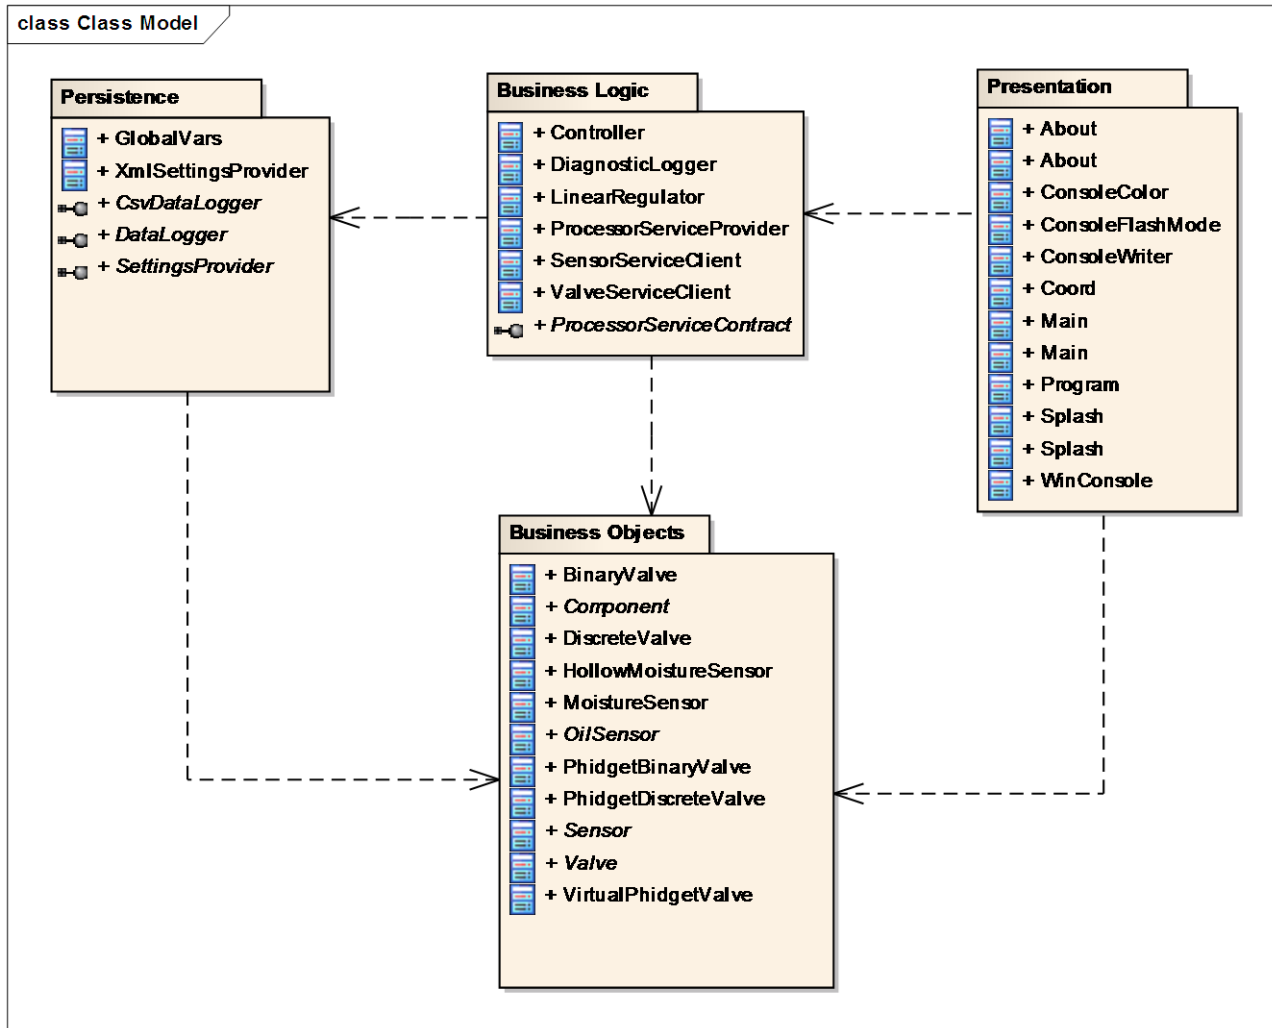 class Class Model
Persistence
+ GlobalVars
+ XmlSettingsProvider
+ CsvDataLogger
+ DataLogger
+ SettingsProvider
Business Logic
+ Controller
+ DiagnosticLogger
+ LinearRegulator
+ ProcessorServiceProvider
+ SensorServiceClient
+ ValveServiceClient
+ ProcessorServiceContract
Presentation
+ About
+ About
+ ConsoleColor
+ ConsoleFlashMode
+ ConsoleWriter
+ Coord
+ Main
+ Main
+ Program
+ Splash
+ Splash
+ WinConsole
Business Objects
+ BinaryValve
+ Component
+ DiscreteValve
+ HollowMoistureSensor
+ MoistureSensor
+ OilSensor
+ PhidgetBinaryValve
+ PhidgetDiscreteValve
+ Sensor
+ Valve
+ VirtualPhidgetValve